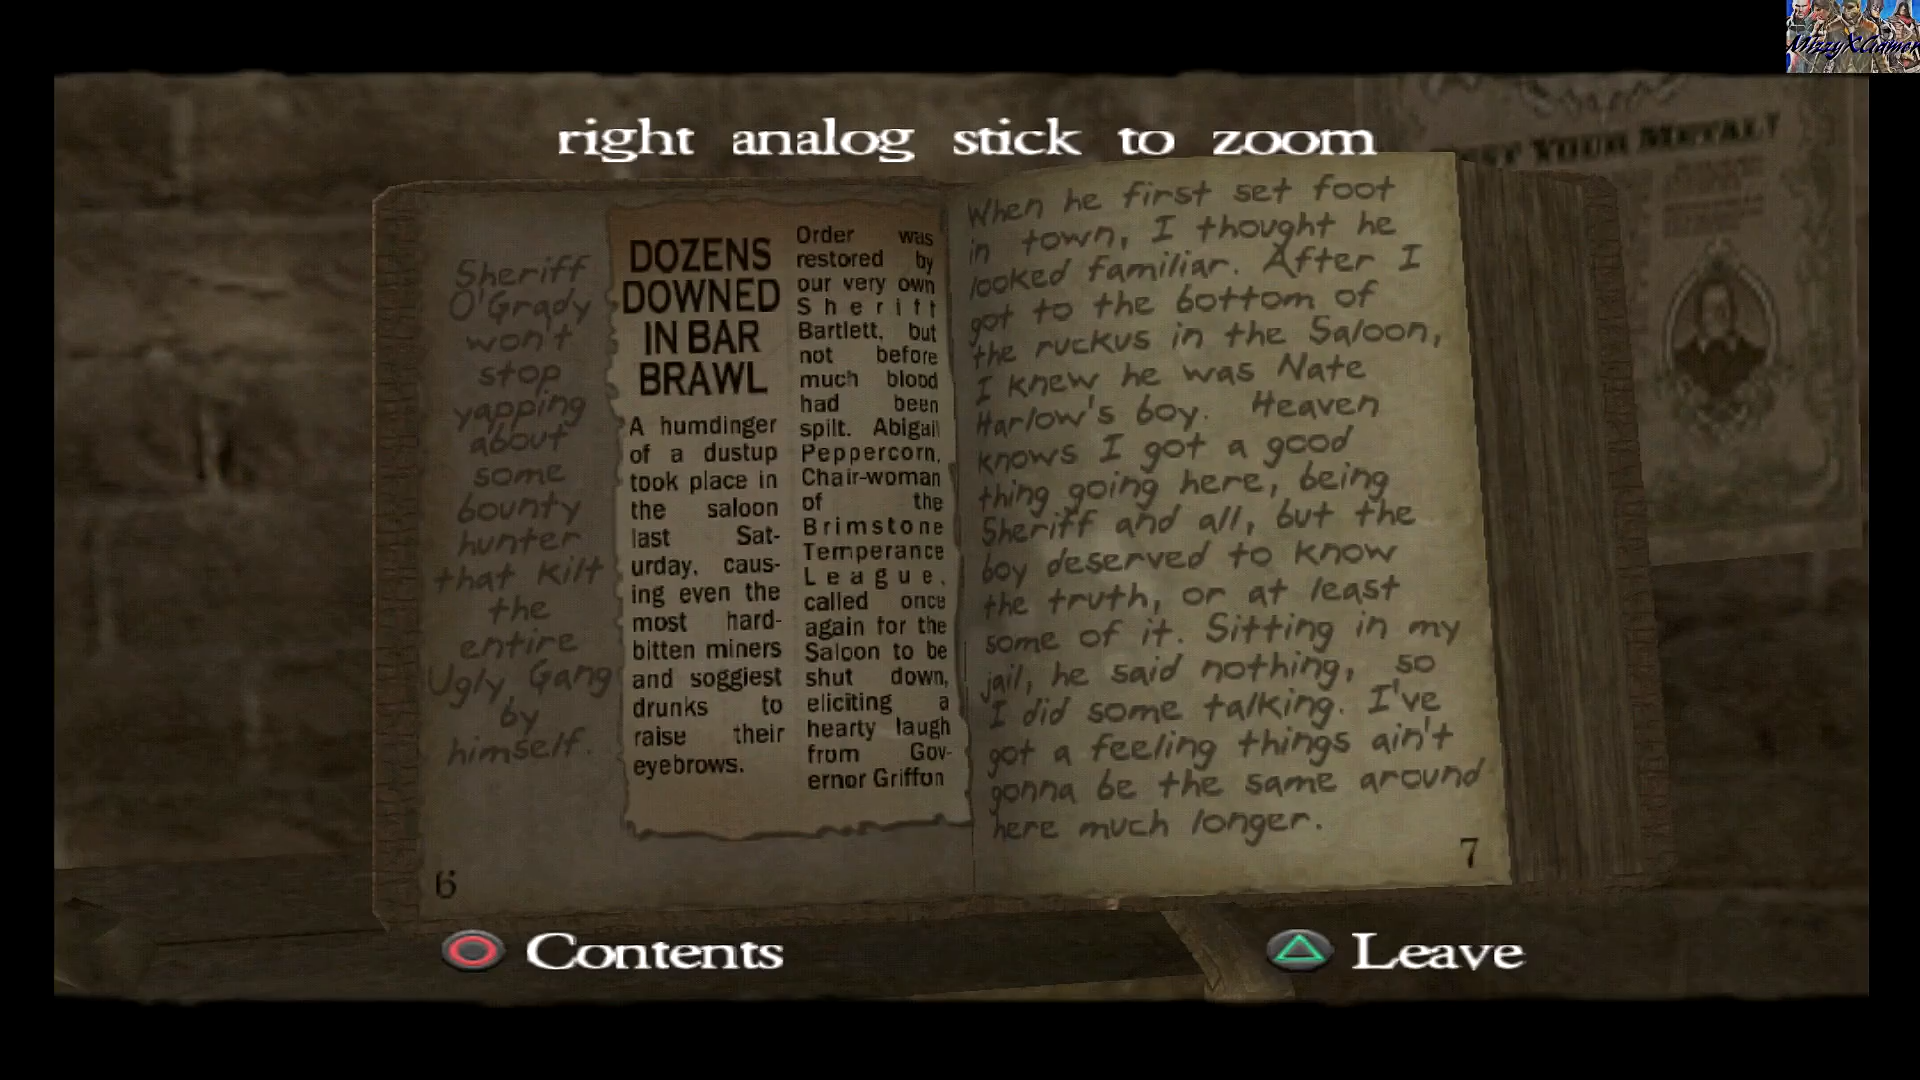 MizzyXGamer
right analog stick to zoom
YOUR METAL!
Sheriff
O'Grady
won't
stop
yapping
about
some
bounty
hunter
that kilt
the
entire
Ugly Gang
by
himself.
DOZENS
DOWNED
IN BAR
BRAWL
A humdinger
of a dustup
took place in
the saloon
last Sat-
urday, caus-
ing even the
most hard-
bitten miners
and soggiest
drunks to
raise their
eyebrows.
Order was
restored by
our very own
Sheriff
Bartlett, but
not before
much blood
had been
spilt. Abigail
Peppercorn,
Chair-woman
of the
Brimstone
Temperance
League,
called once
again for the
Saloon to be
shut down,
eliciting a
hearty laugh
from Gov-
ernor Griffon
6
When he first set foot
in town, I thought he
looked familiar. After I
got to the bottom of
the ruckus in the Saloon,
I knew he was Nate
Harlow's boy. Heaven
knows I got a good
thing going here, being
Sheriff and all, but the
boy deserved to know
the truth, or at least
some of it. Sitting in my
jail, he said nothing, so
I did some talking. I've
got a feeling things ain't
gonna be the same around
here much longer.
7
Contents
Leave